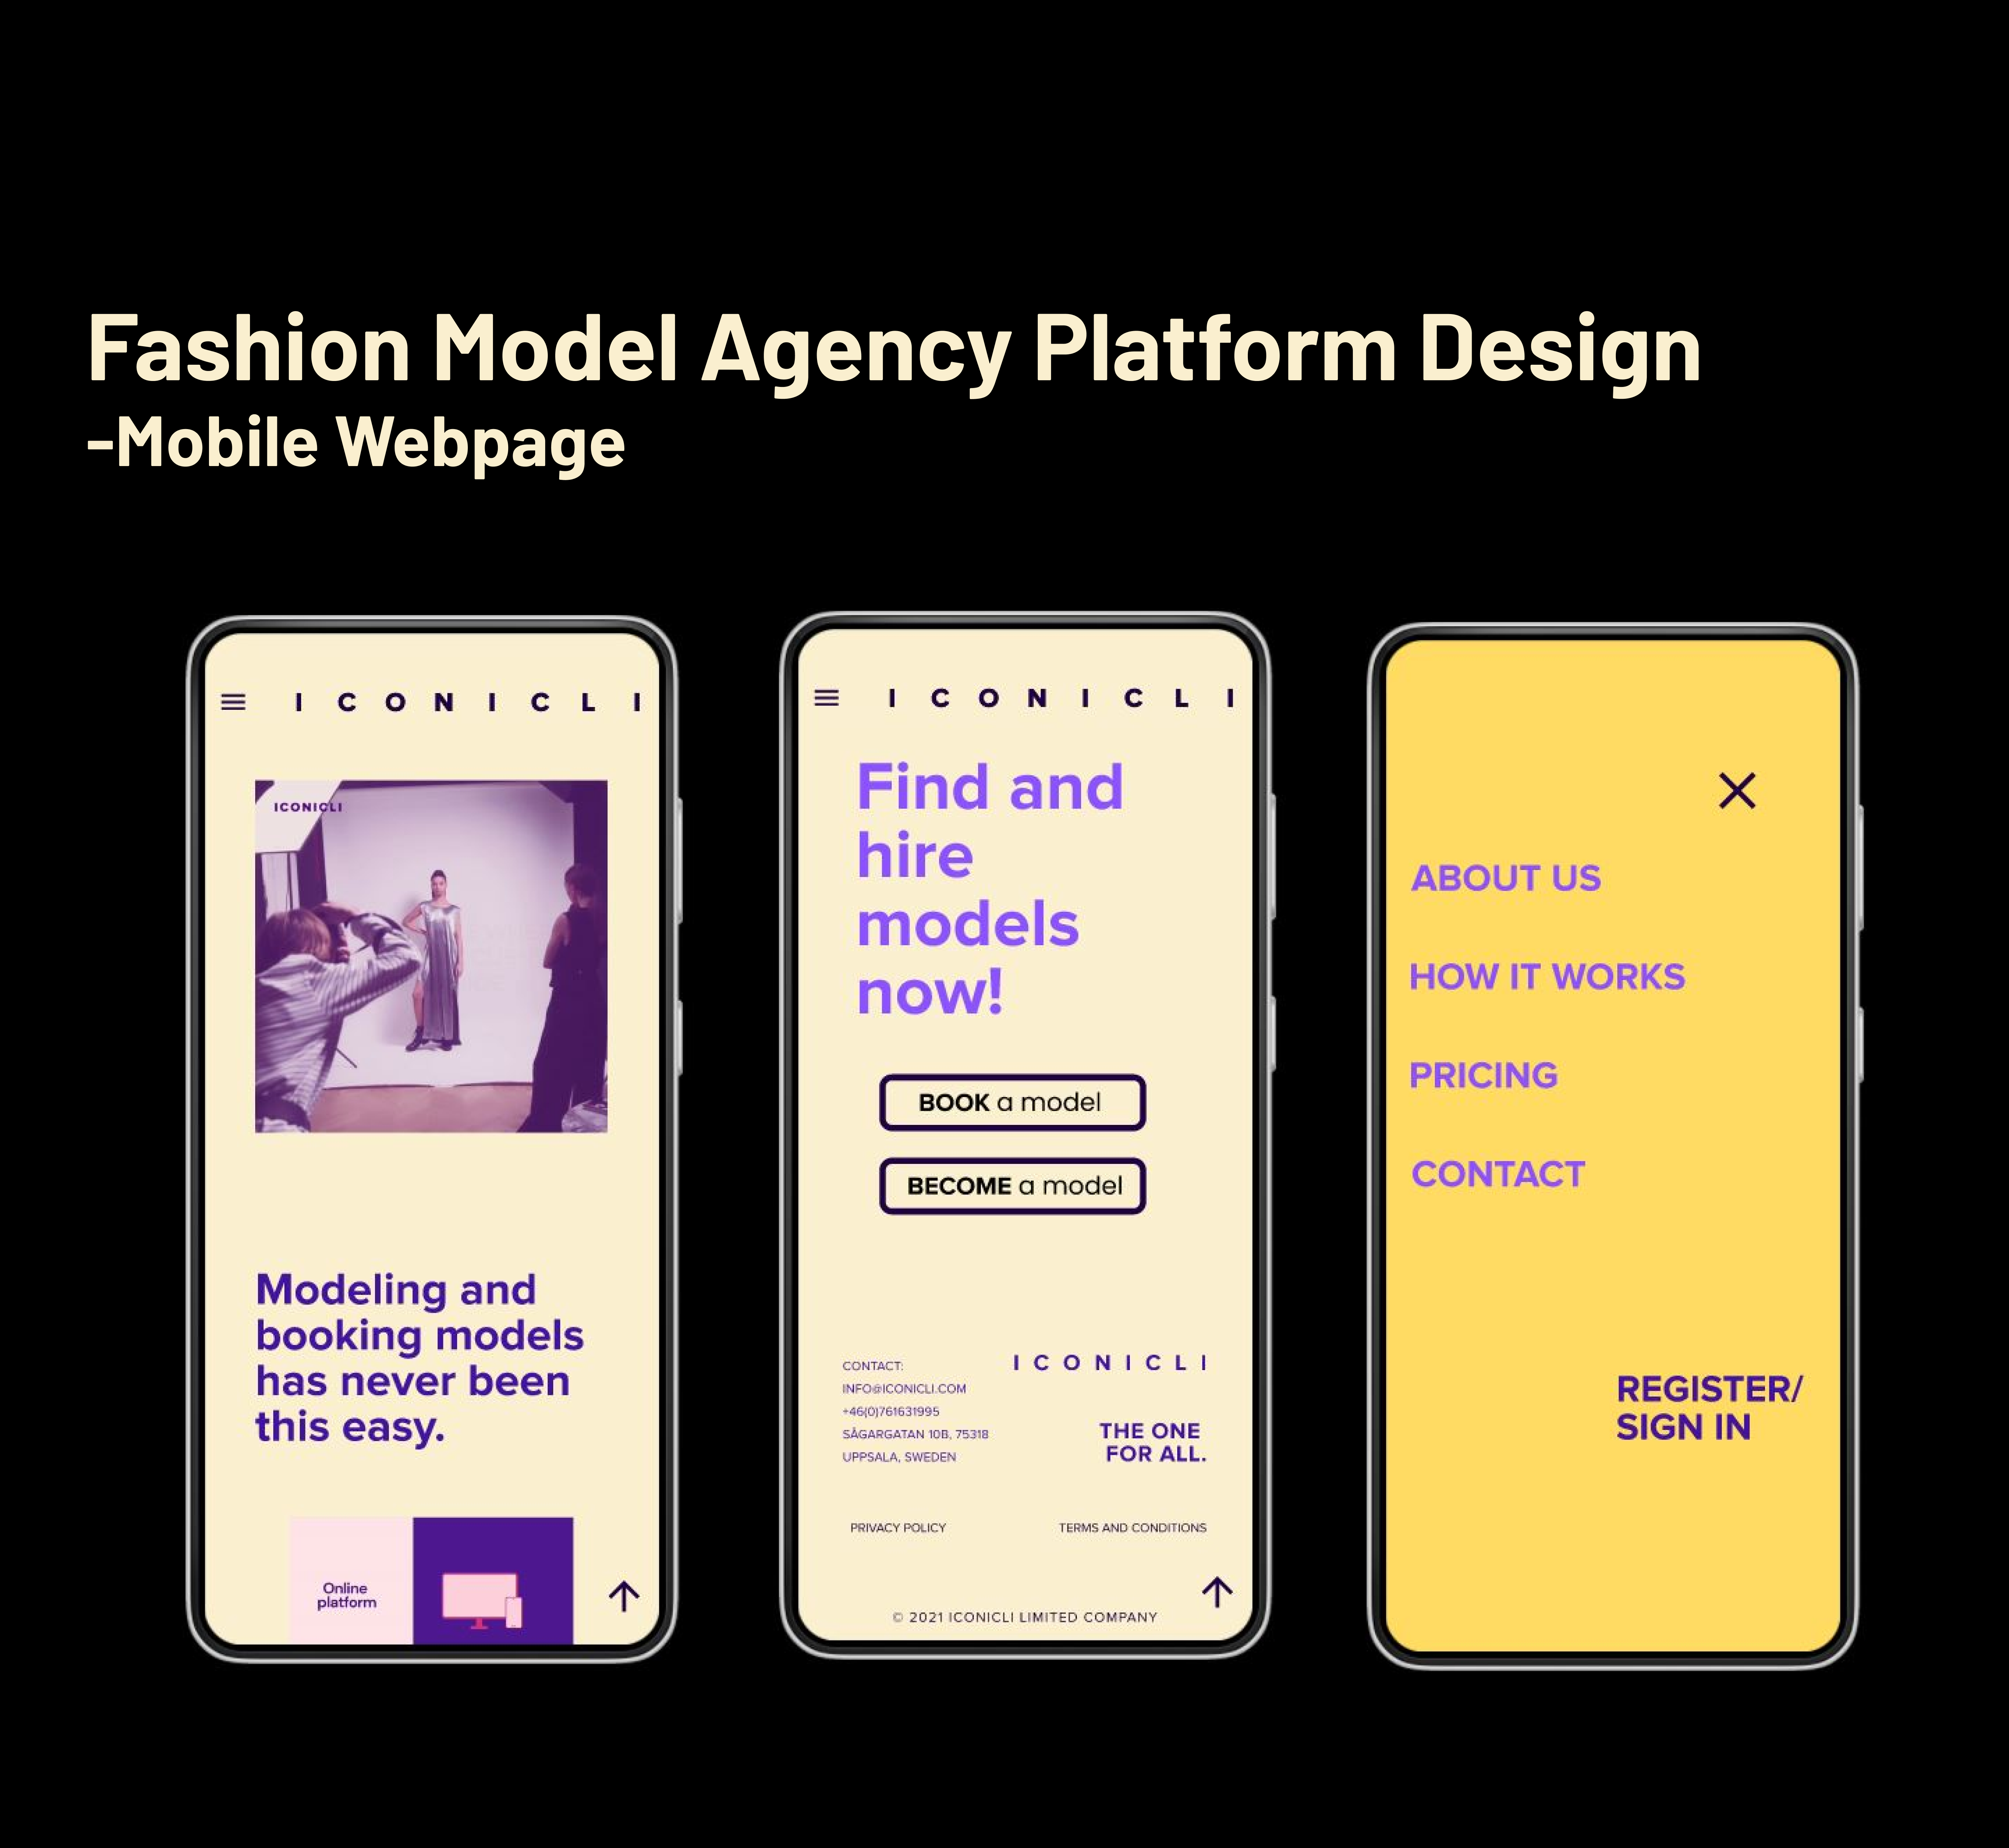 Fashion Model Agency Platform Design
-Mobile Webpage
I C O N I C L I
ICONICLI
Modeling and
booking models
has never been
this easy.
Online
platform
I C O N I C L I
Find and
hire
models
now!
BOOK a model
BECOME a model
CONTACT:
INFO@ICONICLI.COM
+46(0)761631995
SÅGARGATAN 10B, 75318
UPPSALA, SWEDEN
I C O N I C L I
THE ONE
FOR ALL.
PRIVACY POLICY
TERMS AND CONDITIONS
© 2021 ICONICLI LIMITED COMPANY
ABOUT US
HOW IT WORKS
PRICING
CONTACT
REGISTER/
SIGN IN